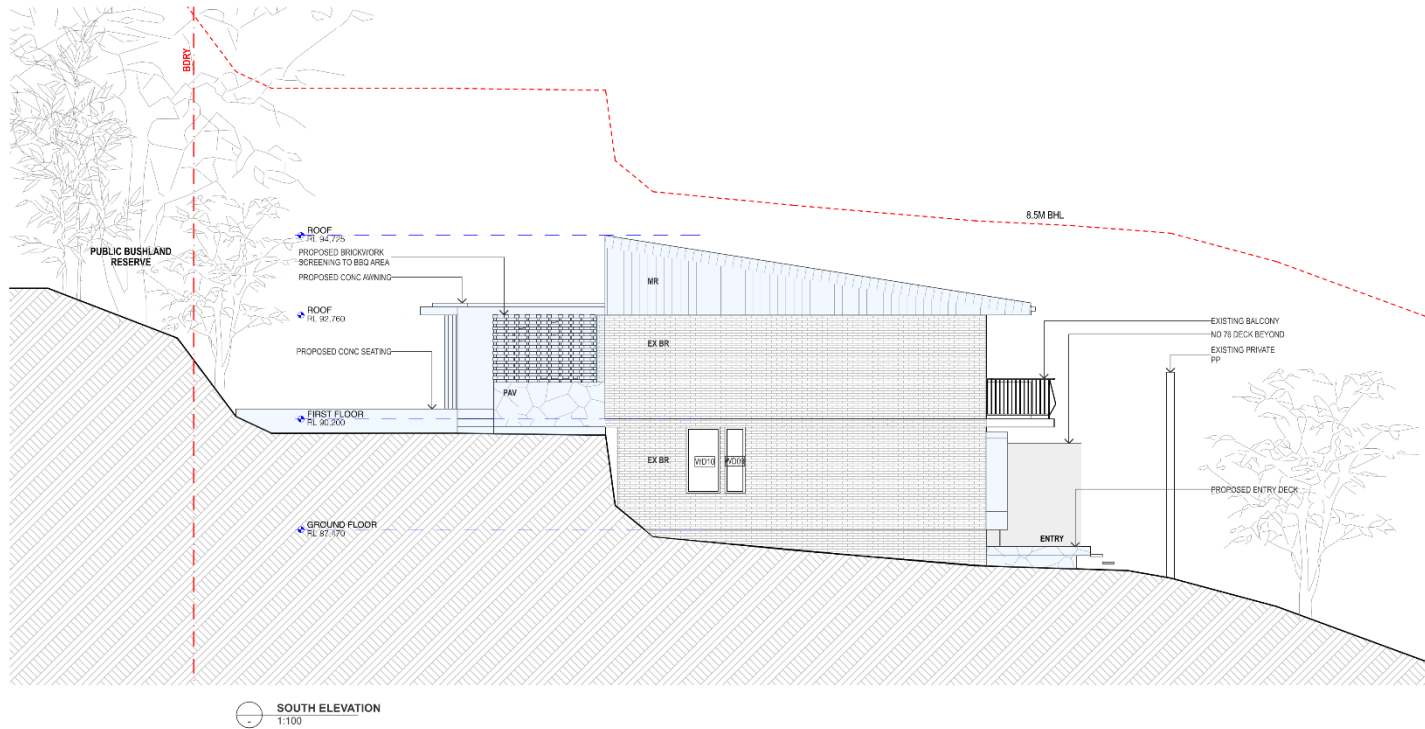 BDRY
8.5M BHL
PUBLIC BUSHLAND
RESERVE
ROOF
RL 94,725
PROPOSED BRICKWORK
SCREENING TO BBQ AREA
PROPOSED CONC AWNING
MR
ROOF
RL 92,760
EXISTING BALCONY
NO 76 DECK BEYOND
EXISTING PRIVATE
PP
EX BR
PROPOSED CONC SEATING
PAV
FIRST FLOOR
RL 90,200
EX BR
WD10
WD09
PROPOSED ENTRY DECK
GROUND FLOOR
RL 87,470
ENTRY
SOUTH ELEVATION
-
1:100